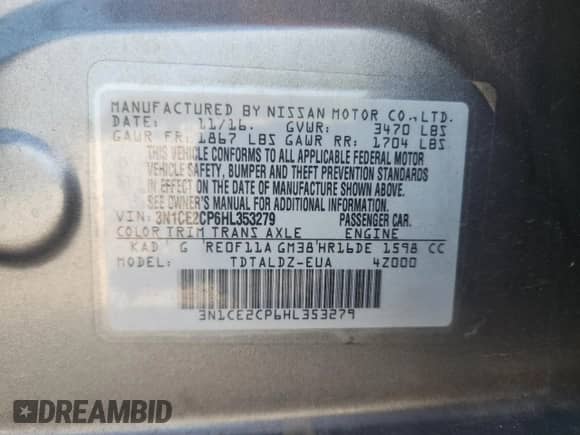 MANUFACTURED BY NISSAN MOTOR CO.,LTD.
DATE: 11/16. GVWR: 3470 LBS
GAWR FR: 1867 LBS GAWR RR: 1704 LBS
THIS VEHICLE CONFORMS TO ALL APPLICABLE FEDERAL MOTOR
VEHICLE SAFETY, BUMPER AND THEFT PREVENTION STANDARDS
IN EFFECT ON THE DATE OF MANUFACTURE SHOWN ABOVE.
SEE OWNER'S MANUAL FOR ADDITIONAL INFORMATION.
VIN: 3N1CE2CP6HL353279 PASSENGER CAR.
COLOR TRIM TRANS AXLE ENGINE
KAD G RE0F11A GM38 HR16DE 1598 CC
MODEL: TDTALDZ-EUA 4Z000
3N1CE2CP6HL353279
DREAMBID